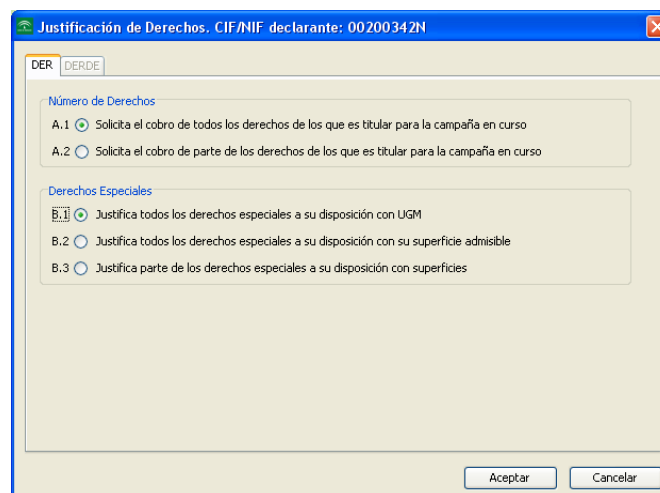 Justificación de Derechos. CIF/NIF declarante: 00200342N
DER DERDE
Número de Derechos
A.1 Solicita el cobro de todos los derechos de los que es titular para la campaña en curso
A.2 Solicita el cobro de parte de los derechos de los que es titular para la campaña en curso
Derechos Especiales
B.1 Justifica todos los derechos especiales a su disposición con UGM
B.2 Justifica todos los derechos especiales a su disposición con su superficie admisible
B.3 Justifica parte de los derechos especiales a su disposición con superficies
Aceptar Cancelar